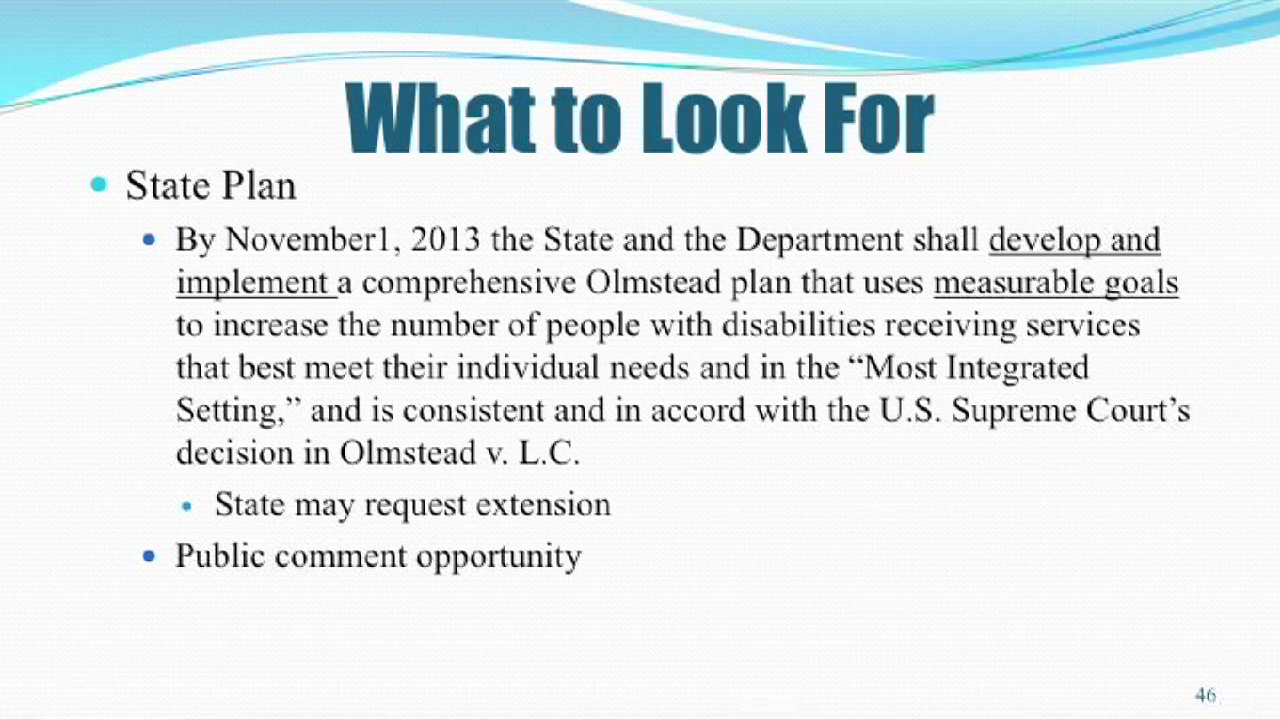 What to Look For
• State Plan
• By November1, 2013 the State and the Department shall develop and
implement a comprehensive Olmstead plan that uses measurable goals
to increase the number of people with disabilities receiving services
that best meet their individual needs and in the “Most Integrated
Setting,” and is consistent and in accord with the U.S. Supreme Court’s
decision in Olmstead v. L.C.
• State may request extension
• Public comment opportunity
46